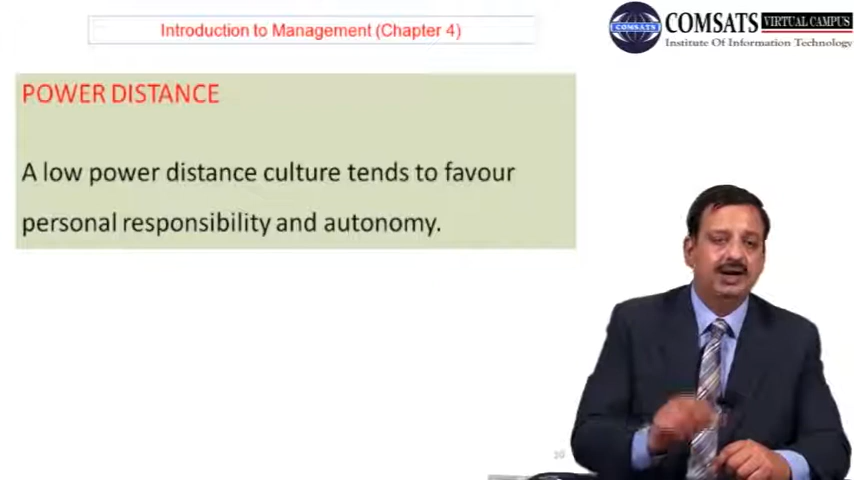 Introduction to Management (Chapter 4)
COMSATS VIRTUAL CAMPUS
Institute Of Information Technology
COMSATS
POWER DISTANCE
A low power distance culture tends to favour
personal responsibility and autonomy.